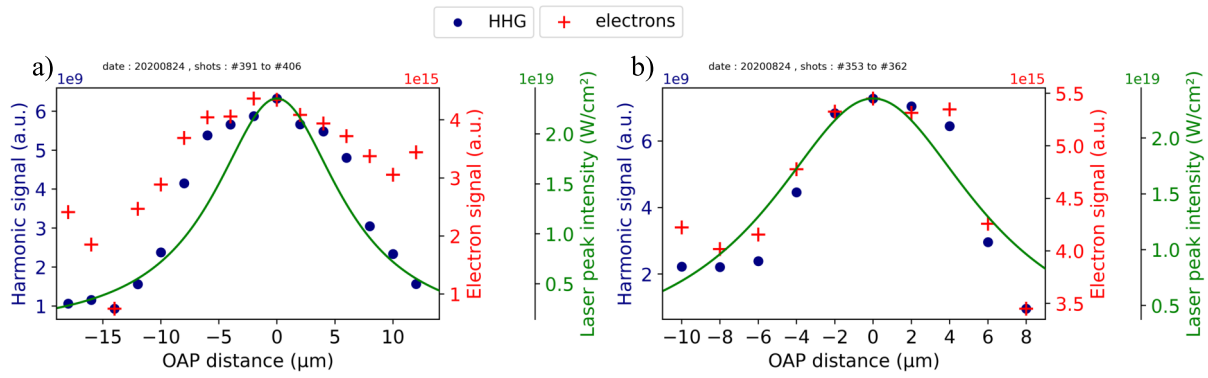 HHG
electrons
a)
1e9
date : 20200824 , shots : #391 to #406
1e15
1e19
Harmonic signal (a.u.)
6
5
4
3
2
1
4
3
2
1
Electron signal (a.u.)
2.0
1.5
1.0
0.5
Laser peak intensity (W/cm²)
−15
−10
−5
0
5
10
OAP distance (µm)
b)
1e9
date : 20200824 , shots : #353 to #362
1e15
1e19
Harmonic signal (a.u.)
6
4
2
5.5
5.0
4.5
4.0
3.5
Electron signal (a.u.)
2.0
1.5
1.0
0.5
Laser peak intensity (W/cm²)
−10
−8
−6
−4
−2
0
2
4
6
8
OAP distance (µm)